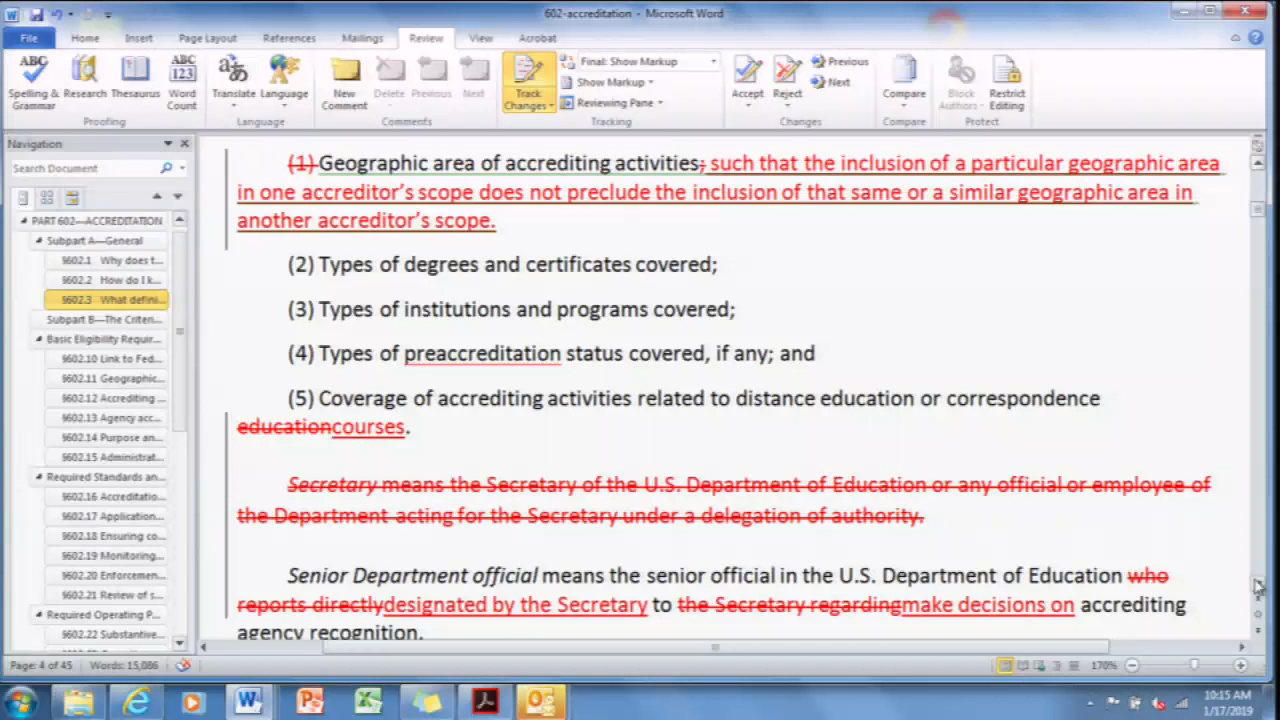 602-accreditation - Microsoft Word
File Home Insert Page Layout References Mailings Review View Acrobat
ABC Spelling & Grammar
Research
Thesaurus
ABC 123 Word Count
Translate
Language
New Comment
Delete
Previous
Next
Track Changes
Final: Show Markup
Show Markup
Reviewing Pane
Accept
Reject
Previous
Next
Compare
Block Authors
Restrict Editing
Proofing Language Comments Tracking Changes Compare Protect
Navigation
Search Document
PART 602—ACCREDITATION
Subpart A—General
§602.1 Why does t...
§602.2 How do I k...
§602.3 What defini...
Subpart B—The Criteri...
Basic Eligibility Requir...
§602.10 Link to Fed...
§602.11 Geographic...
§602.12 Accrediting ...
§602.13 Agency acc...
§602.14 Purpose an...
§602.15 Administrat...
Required Standards an...
§602.16 Accreditatio...
§602.17 Application...
§602.18 Ensuring co...
§602.19 Monitoring...
§602.20 Enforcemen...
§602.21 Review of s...
Required Operating P...
§602.22 Substantive...
(1) Geographic area of accrediting activities; such that the inclusion of a particular geographic area
in one accreditor's scope does not preclude the inclusion of that same or a similar geographic area in
another accreditor's scope.
(2) Types of degrees and certificates covered;
(3) Types of institutions and programs covered;
(4) Types of preaccreditation status covered, if any; and
(5) Coverage of accrediting activities related to distance education or correspondence
educationcourses.
Secretary means the Secretary of the U.S. Department of Education or any official or employee of
the Department acting for the Secretary under a delegation of authority.
Senior Department official means the senior official in the U.S. Department of Education who
reports directlydesignated by the Secretary to the Secretary regardingmake decisions on accrediting
agency recognition.
Page: 4 of 45 Words: 15,086
170%
10:15 AM
1/17/2019